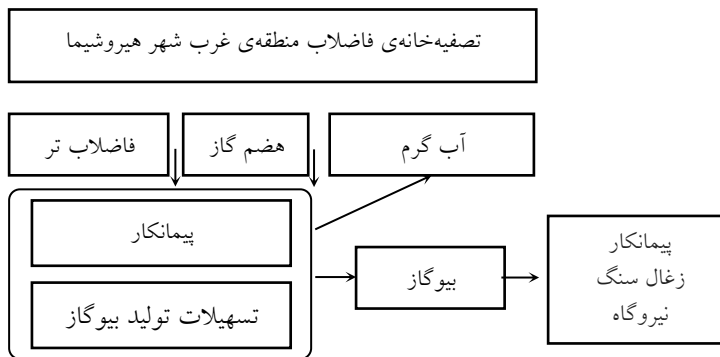 تصفیه‌خانه‌ی فاضلاب منطقه‌ی غرب شهر هیروشیما
فاضلاب تر
هضم گاز
آب گرم
پیمانکار
تسهیلات تولید بیوگاز
بیوگاز
پیمانکار
زغال سنگ
نیروگاه